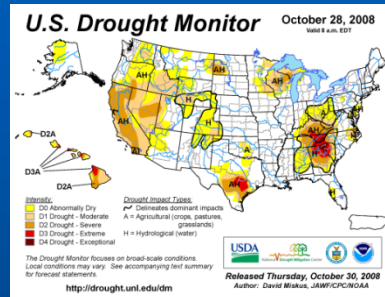 U.S. Drought Monitor
October 28, 2008
Valid 8 a.m. EDT
AH
AH
AH
AH
H
H
AH
AH
A
A
AH
D2A
D3A
D2A
Intensity:
D0 Abnormally Dry
D1 Drought - Moderate
D2 Drought - Severe
D3 Drought - Extreme
D4 Drought - Exceptional
Drought Impact Types:
Delineates dominant impacts
A = Agricultural (crops, pastures,
grasslands)
H = Hydrological (water)
The Drought Monitor focuses on broad-scale conditions.
Local conditions may vary. See accompanying text summary
for forecast statements.
http://drought.unl.edu/dm
USDA
Released Thursday, October 30, 2008
Author: David Miskus, JAWF/CPC/NOAA